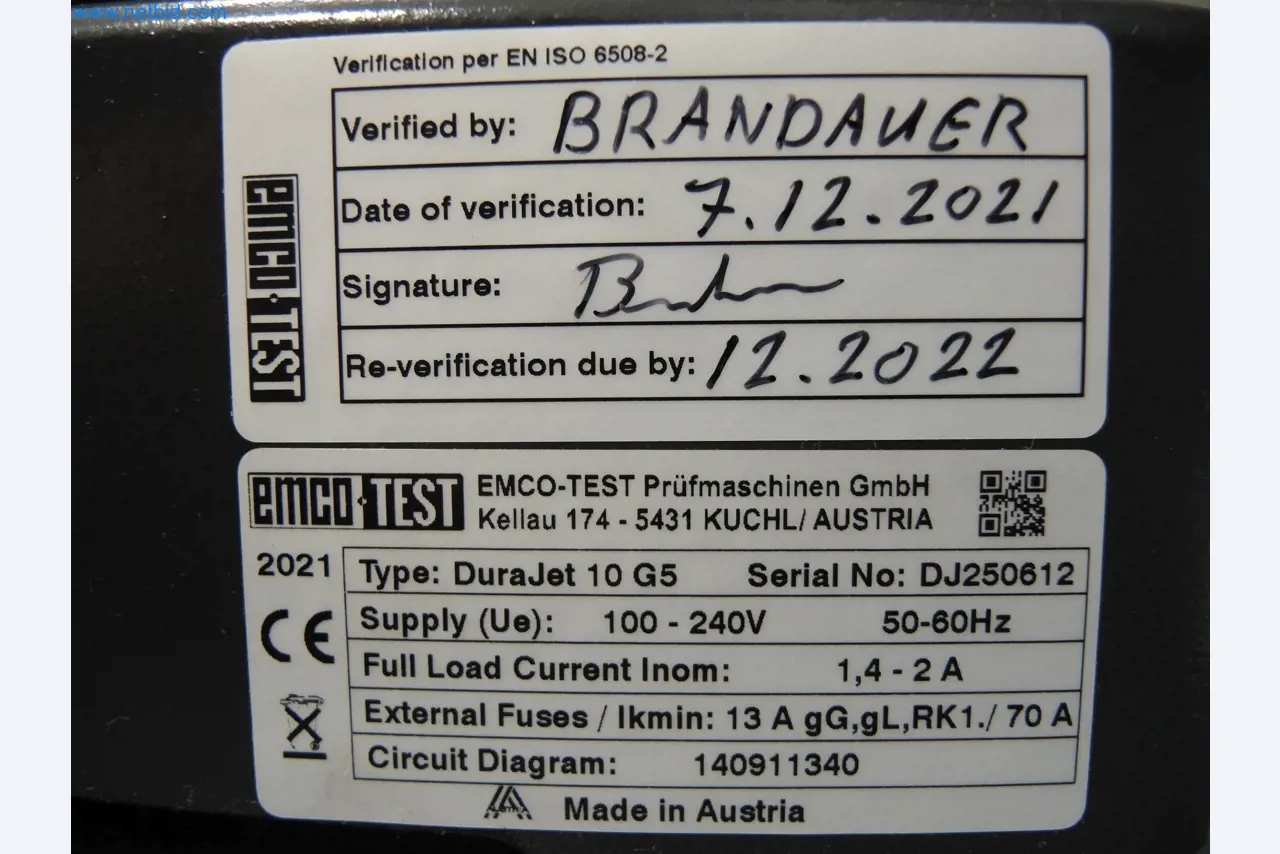 www.netbid.com
Verification per EN ISO 6508-2
Verified by: BRANDAUER
Date of verification: 7.12.2021
Signature:
Re-verification due by: 12.2022
emco·TEST
emco·TEST EMCO-TEST Prüfmaschinen GmbH
Kellau 174 - 5431 KUCHL/ AUSTRIA
2021
Type: DuraJet 10 G5 Serial No: DJ250612
Supply (Ue): 100 - 240V 50-60Hz
CE
Full Load Current Inom: 1,4 - 2 A
External Fuses / Ikmin: 13 A gG,gL,RK1./ 70 A
Circuit Diagram: 140911340
Made in Austria